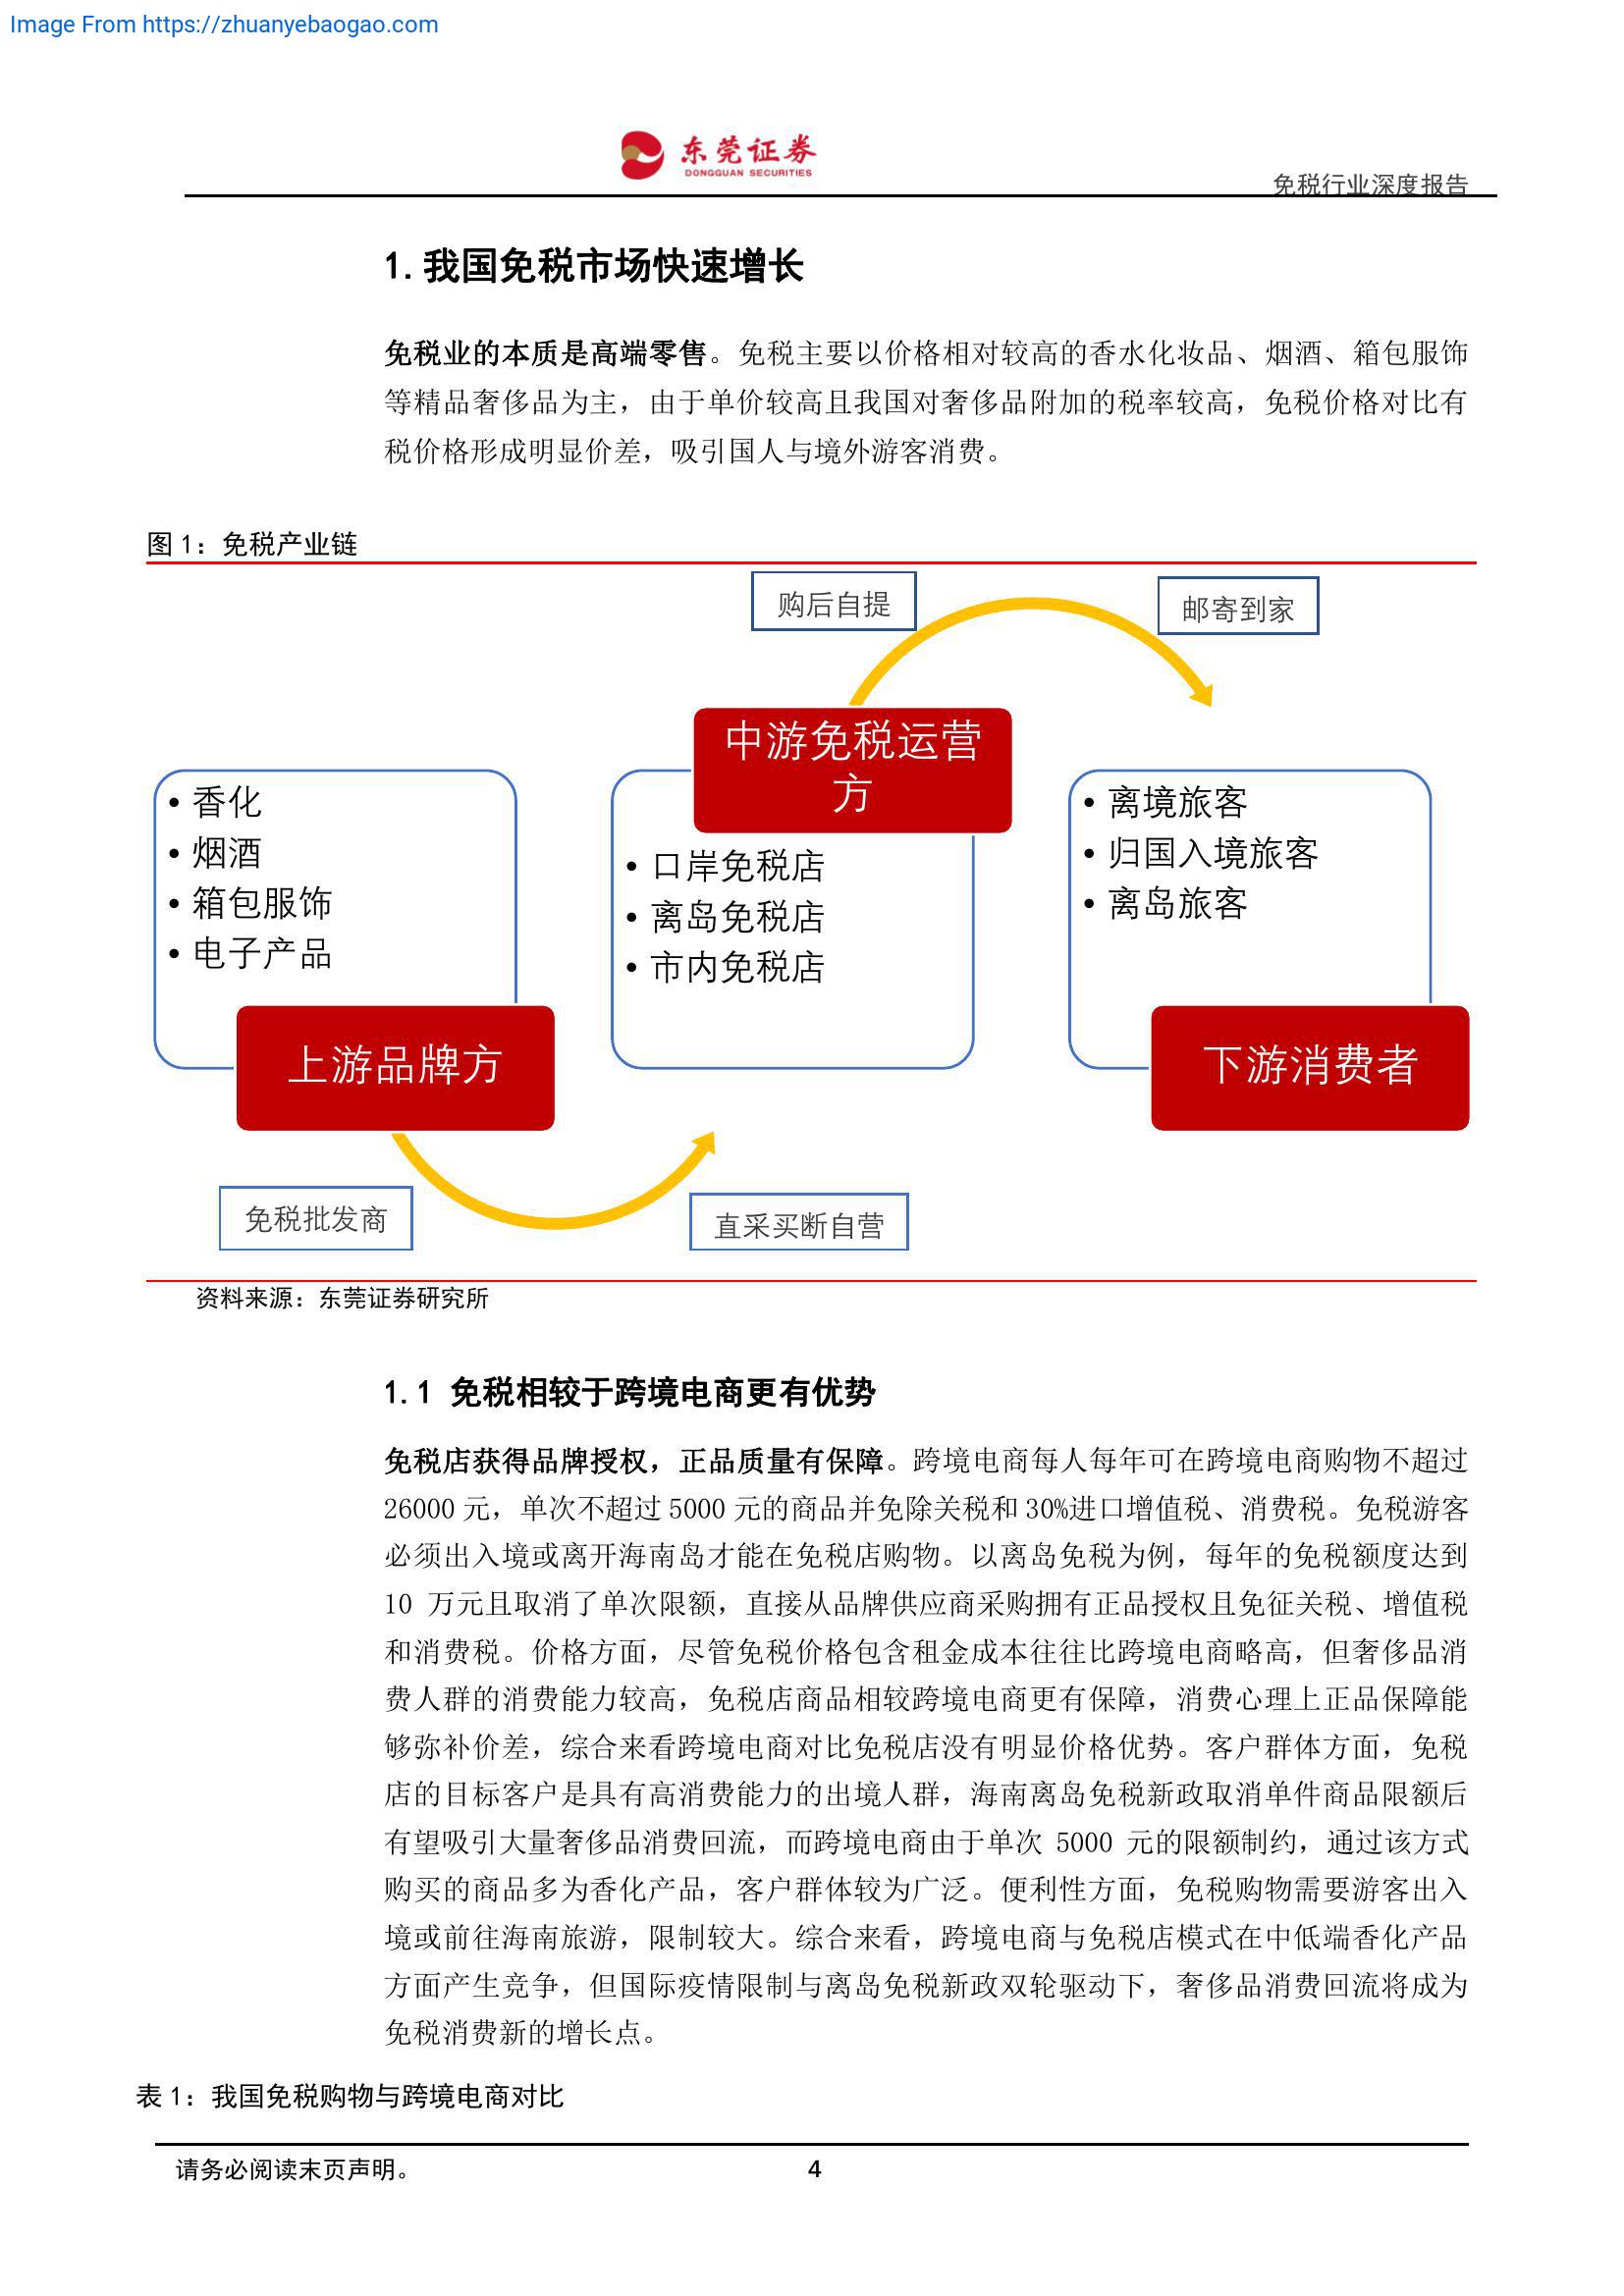 Image From https://zhuanyebaogao.com
东莞证券
DONGGUAN SECURITIES
免税行业深度报告
1.我国免税市场快速增长
免税业的本质是高端零售。免税主要以价格相对较高的香水化妆品、烟酒、箱包服饰
等精品奢侈品为主，由于单价较高且我国对奢侈品附加的税率较高，免税价格对比有
税价格形成明显价差，吸引国人与境外游客消费。
图 1：免税产业链
购后自提
邮寄到家
中游免税运营
方
• 香化
• 烟酒
• 箱包服饰
• 电子产品
上游品牌方
• 口岸免税店
• 离岛免税店
• 市内免税店
• 离境旅客
• 归国入境旅客
• 离岛旅客
下游消费者
免税批发商
直采买断自营
资料来源：东莞证券研究所
1.1 免税相较于跨境电商更有优势
免税店获得品牌授权，正品质量有保障。跨境电商每人每年可在跨境电商购物不超过
26000 元，单次不超过 5000 元的商品并免除关税和 30%进口增值税、消费税。免税游客
必须出入境或离开海南岛才能在免税店购物。以离岛免税为例，每年的免税额度达到
10 万元且取消了单次限额，直接从品牌供应商采购拥有正品授权且免征关税、增值税
和消费税。价格方面，尽管免税价格包含租金成本往往比跨境电商略高，但奢侈品消
费人群的消费能力较高，免税店商品相较跨境电商更有保障，消费心理上正品保障能
够弥补价差，综合来看跨境电商对比免税店没有明显价格优势。客户群体方面，免税
店的目标客户是具有高消费能力的出境人群，海南离岛免税新政取消单件商品限额后
有望吸引大量奢侈品消费回流，而跨境电商由于单次 5000 元的限额制约，通过该方式
购买的商品多为香化产品，客户群体较为广泛。便利性方面，免税购物需要游客出入
境或前往海南旅游，限制较大。综合来看，跨境电商与免税店模式在中低端香化产品
方面产生竞争，但国际疫情限制与离岛免税新政双轮驱动下，奢侈品消费回流将成为
免税消费新的增长点。
表 1：我国免税购物与跨境电商对比
请务必阅读末页声明。
4